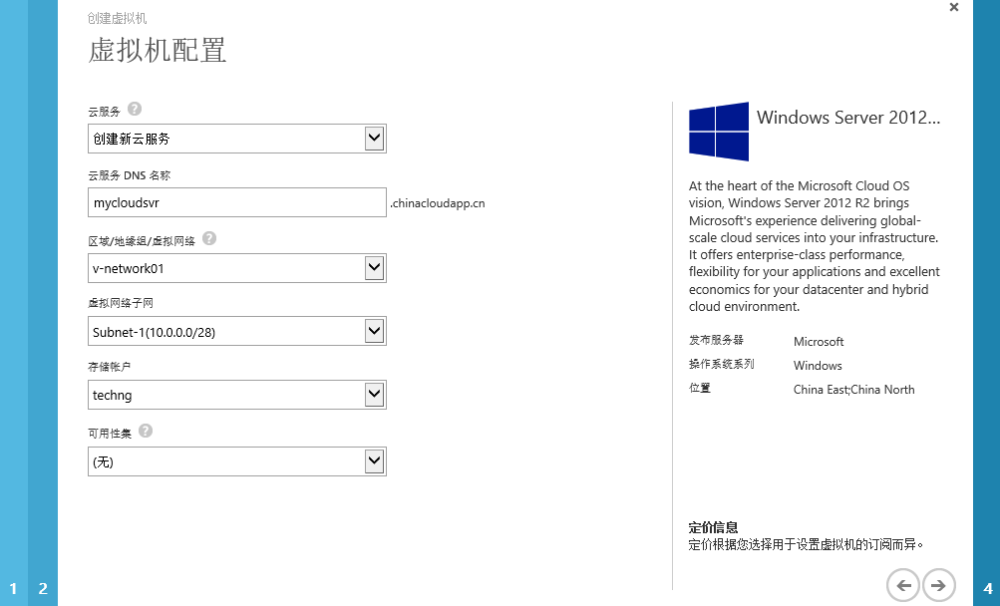 创建虚拟机
虚拟机配置
云服务 ?
创建新云服务
云服务 DNS 名称
mycloudsvr .chinacloudapp.cn
区域/地缘组/虚拟网络 ?
v-network01
虚拟网络子网
Subnet-1(10.0.0.0/28)
存储帐户
techng
可用性集 ?
(无)
Windows Server 2012...
At the heart of the Microsoft Cloud OS
vision, Windows Server 2012 R2 brings
Microsoft's experience delivering global-
scale cloud services into your infrastructure.
It offers enterprise-class performance,
flexibility for your applications and excellent
economics for your datacenter and hybrid
cloud environment.
发布服务器 Microsoft
操作系统系列 Windows
位置 China East;China North
定价信息
定价根据您选择用于设置虚拟机的订阅而异。
1 2 4